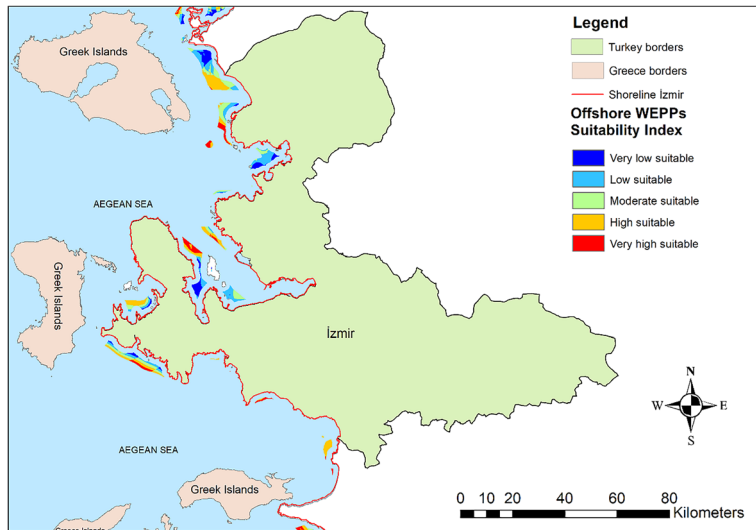 Greek Islands
Legend
Turkey borders
Greece borders
Shoreline İzmir
Offshore WEPPs
Suitability Index
Very low suitable
Low suitable
Moderate suitable
High suitable
Very high suitable
AEGEAN SEA
Greek Islands
İzmir
N
W
E
S
AEGEAN SEA
Greek Islands
0 10 20 40 60 80
Kilometers
Greece Islands